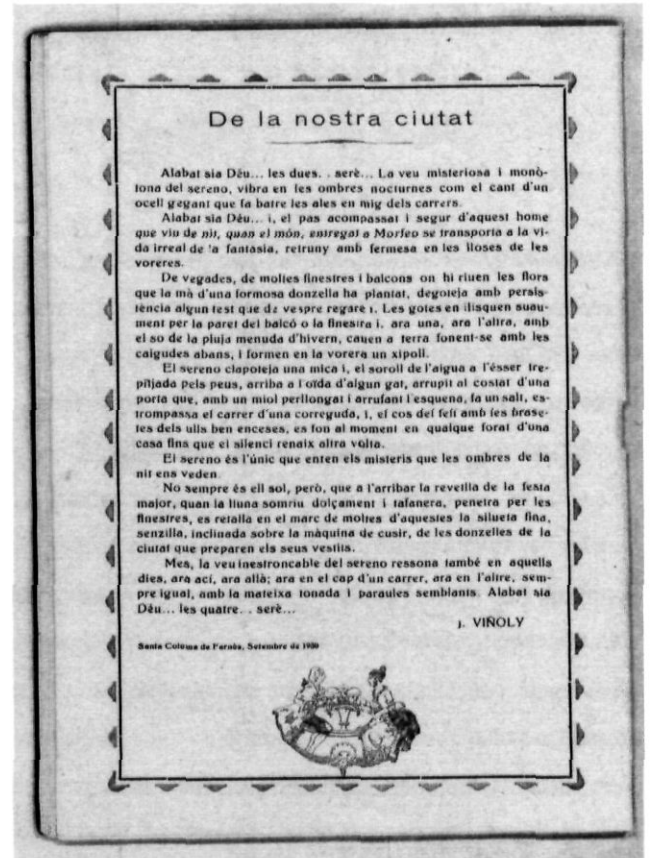 De la nostra ciutat
Alabat sia Déu... les dues. . serè... La veu misteriosa i monò-
tona del sereno, vibra en les ombres nocturnes com el cant d'un
ocell gegant que fa batre les ales en mig dels carrers.
Alabat sia Déu... i, el pas acompassat i segur d'aquest home
que viu de nit, quan el món, entregat a Morfeo se transporta a la vi-
da irreal de 'a fantasia, retruny amb fermesa en les lloses de les
voreres.
De vegades, de moltes finestres i balcons on hi riuen les flors
que la mà d'una formosa donzella ha plantat, degoteja amb persis-
tència algun test que de vespre regare i. Les gotes en llisquen suau-
ment per la paret del balcó o la finestra i, ara una, ara l'altra, amb
el so de la pluja menuda d'hivern, cauen a terra fonent-se amb les
caigudes abans, i formen en la vorera un xipoll.
El sereno clapoteja una mica i, el soroll de l'aigua a l'ésser tre-
pitjada pels peus, arriba a l'oïda d'algun gat, arrupit al costat d'una
porta que, amb un miol perllongat i arrufant l'esquena, fa un salt, es-
trompassa el carrer d'una correguda, i, el cos del felí amb les brase-
tes dels ulls ben enceses, es fon al moment en qualque forat d'una
casa fins que el silenci renaix altra volta.
El sereno és l'únic que enten els misteris que les ombres de la
nit ens veden.
No sempre és ell sol, però, que a l'arribar la revetlla de la festa
major, quan la lluna somriu dolçament i tafanera, penetra per les
finestres, es retalla en el marc de moltes d'aquestes la silueta fina,
senzilla, inclinada sobre la màquina de cusir, de les donzelles de la
ciutat que preparen els seus vestits.
Mes, la veu inestroncable del sereno ressona també en aquells
dies, ara ací, ara allà; ara en el cap d'un carrer, ara en l'altre, sem-
pre igual, amb la mateixa tonada i paraules semblants. Alabat sia
Déu... les quatre. . serè...
J. VIÑOLY
Santa Coloma de Farnès, Setembre de 1930